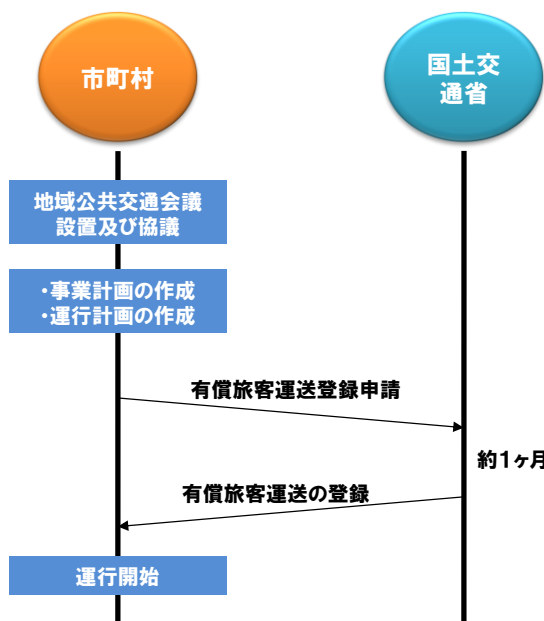 市町村
国土交
通省
地域公共交通会議
設置及び協議
・事業計画の作成
・運行計画の作成
有償旅客運送登録申請
約1ヶ月
有償旅客運送の登録
運行開始